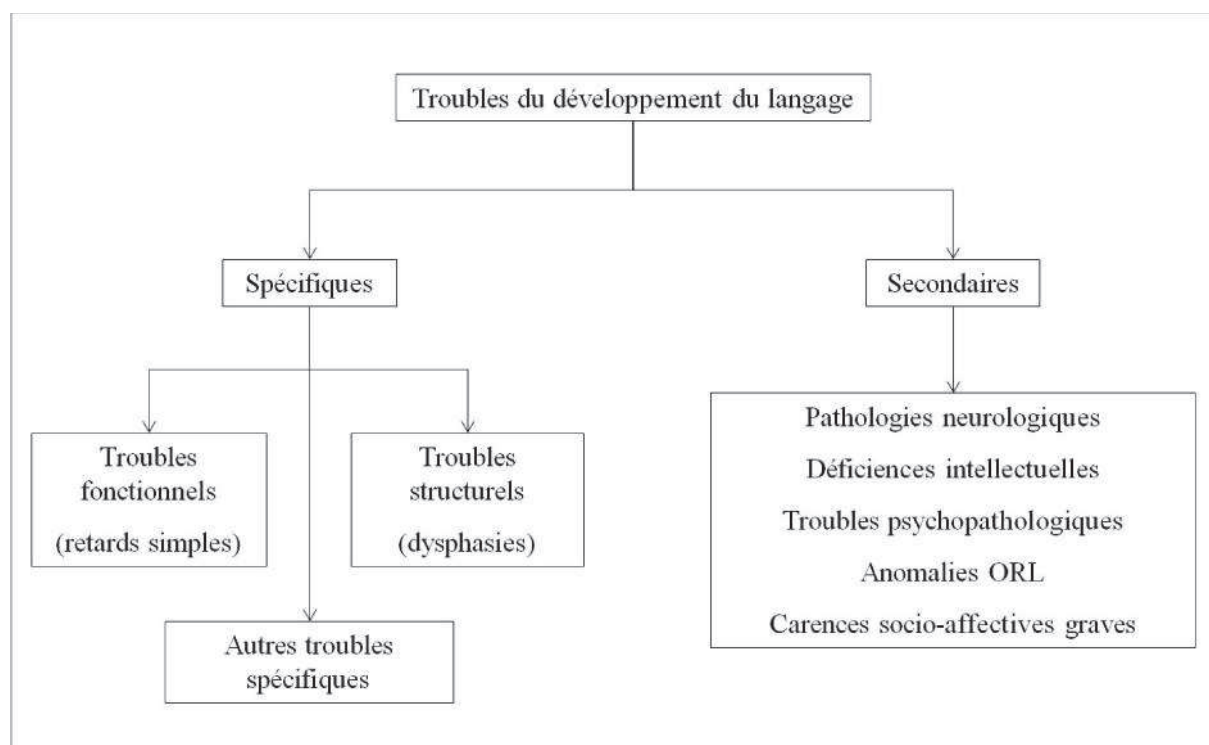 Troubles du développement du langage
Spécifiques
Secondaires
Troubles
fonctionnels
(retards simples)
Troubles
structurels
(dysphasies)
Autres troubles
spécifiques
Pathologies neurologiques
Déficiences intellectuelles
Troubles psychopathologiques
Anomalies ORL
Carences socio-affectives graves